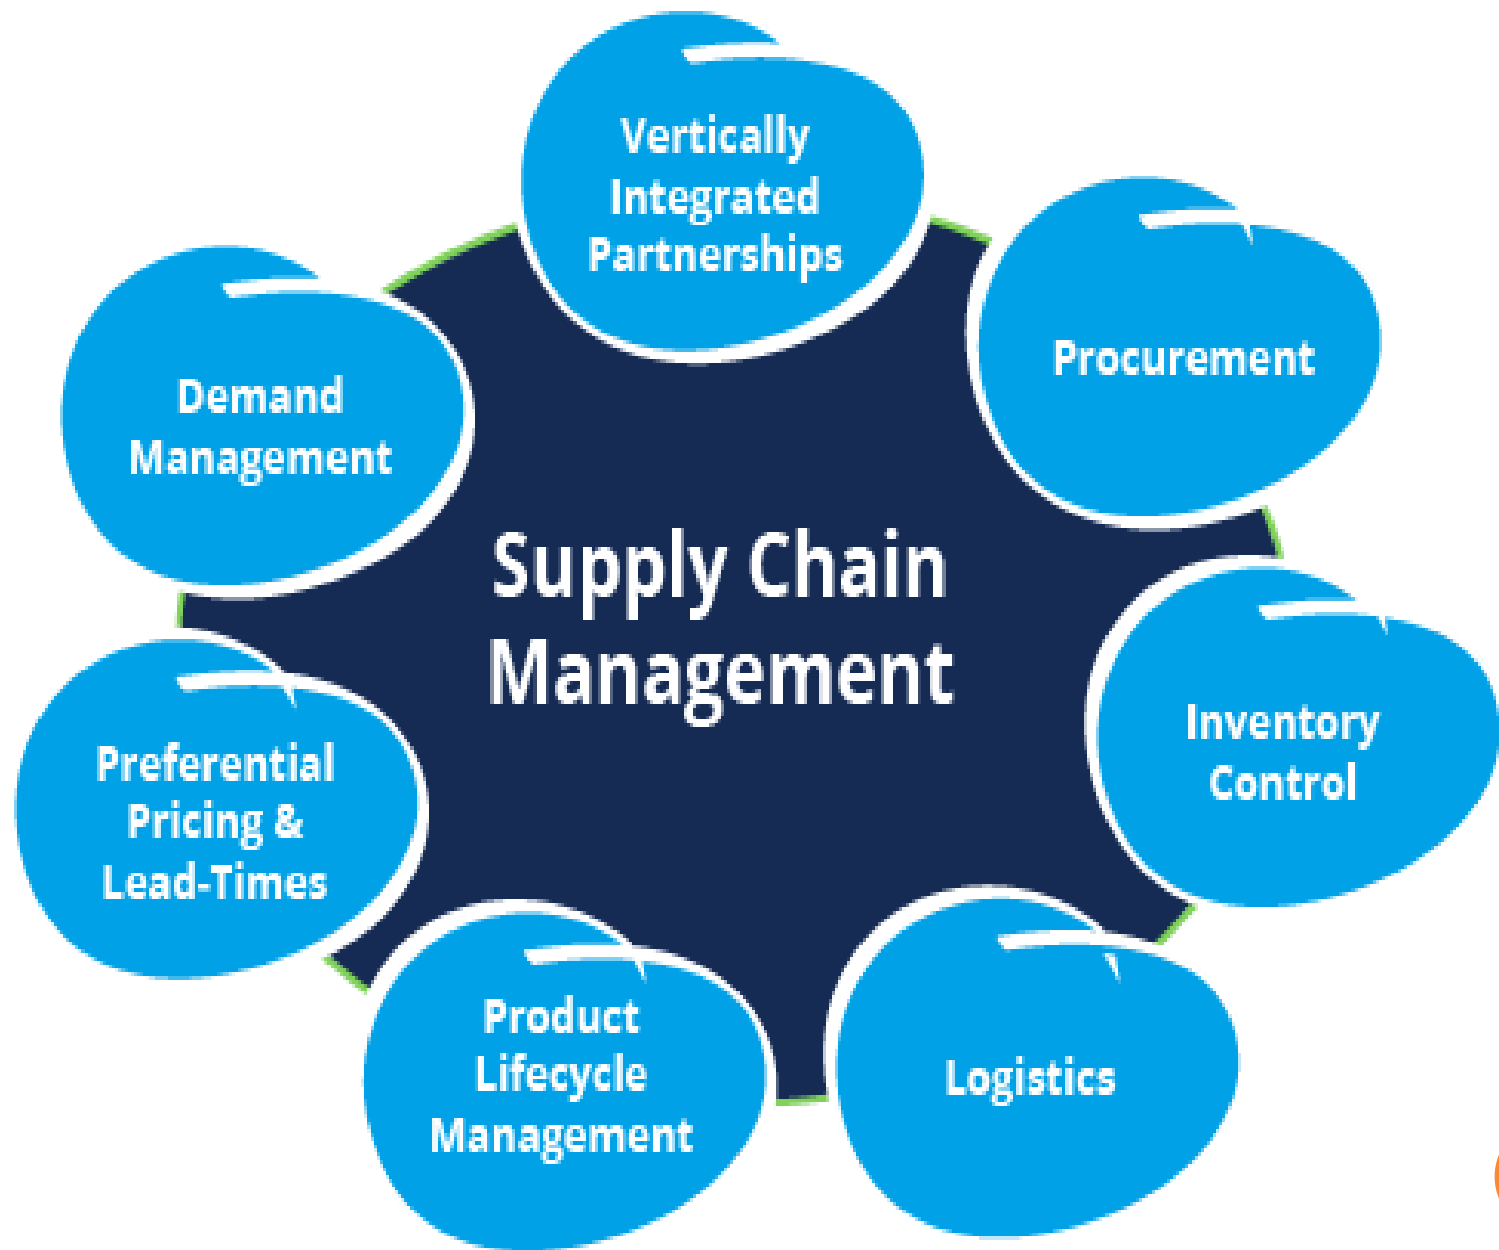 Vertically
Integrated
Partnerships
Procurement
Demand
Management
Supply Chain
Management
Inventory
Control
Preferential
Pricing &
Lead-Times
Product
Lifecycle
Management
Logistics